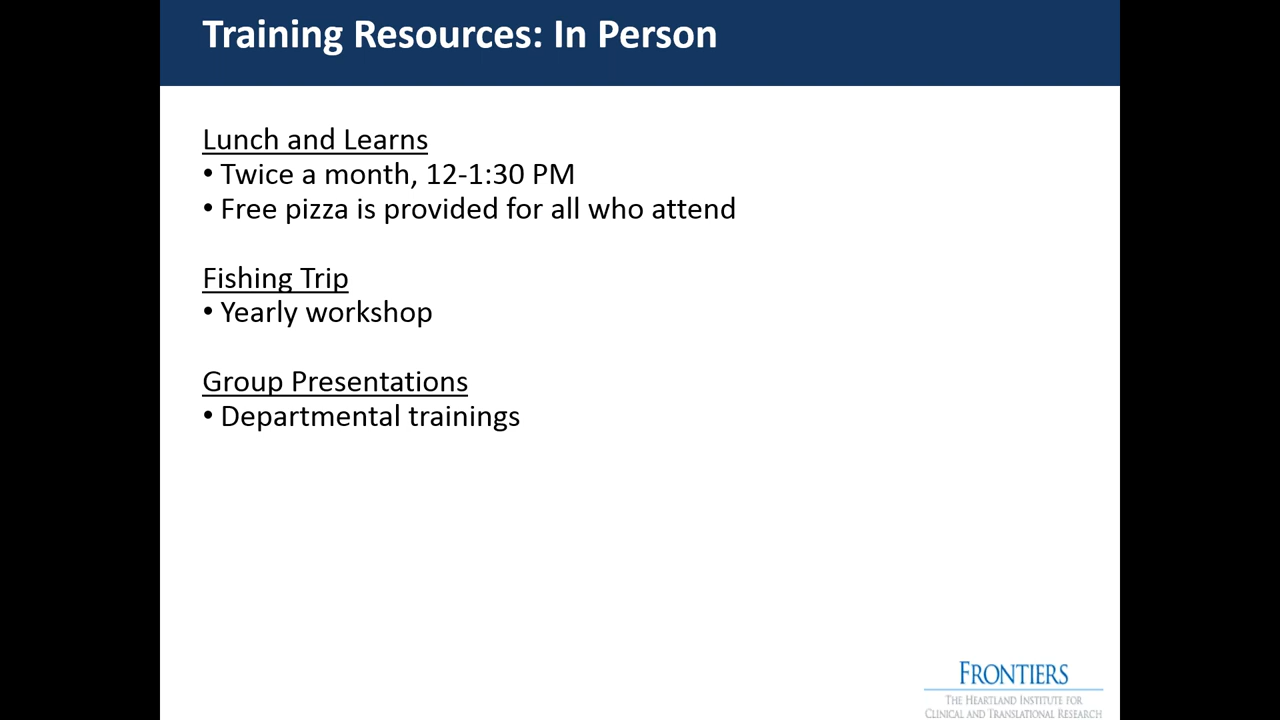 Training Resources: In Person
Lunch and Learns
• Twice a month, 12-1:30 PM
• Free pizza is provided for all who attend
Fishing Trip
• Yearly workshop
Group Presentations
• Departmental trainings
FRONTIERS
THE HEARTLAND INSTITUTE FOR
CLINICAL AND TRANSLATIONAL RESEARCH